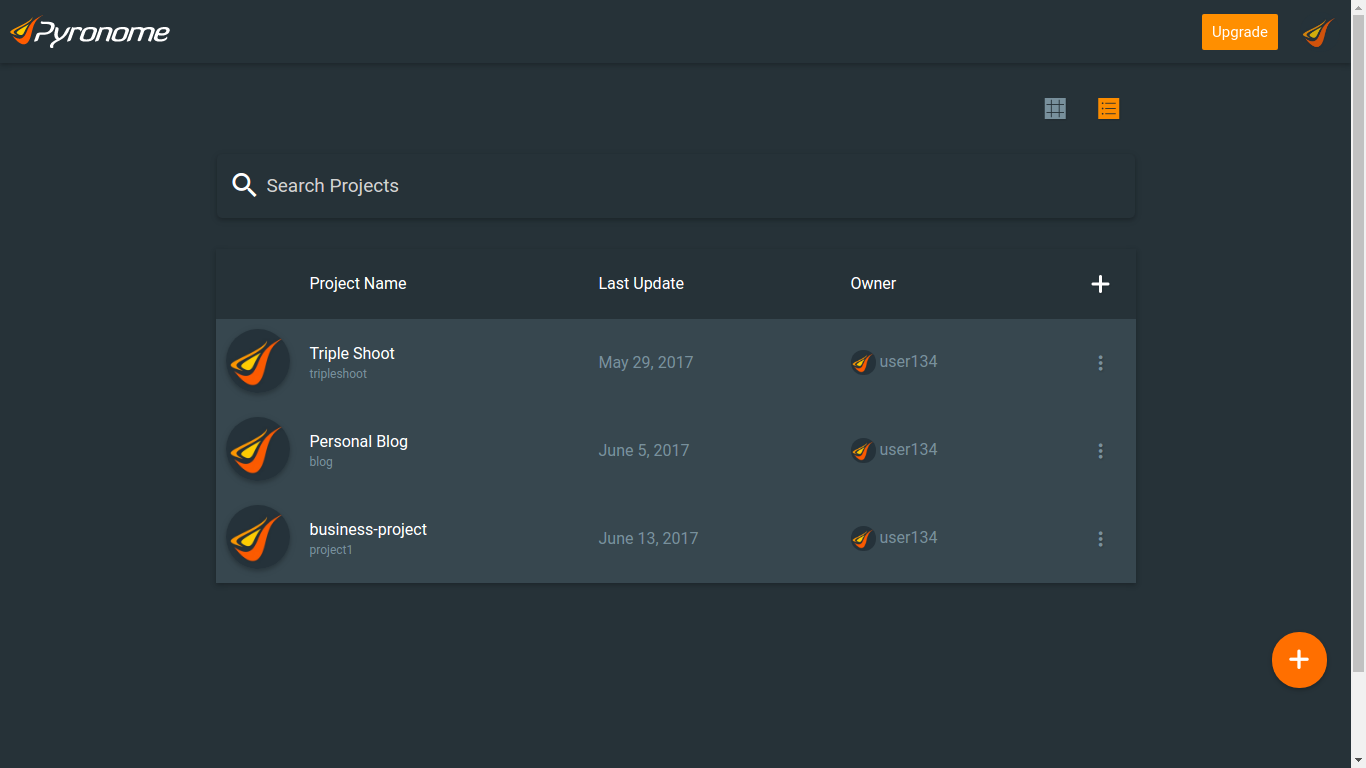 Pyronome
Upgrade
Search Projects
Project Name Last Update Owner
Triple Shoot
tripleshoot
May 29, 2017
user134
Personal Blog
blog
June 5, 2017
user134
business-project
project1
June 13, 2017
user134